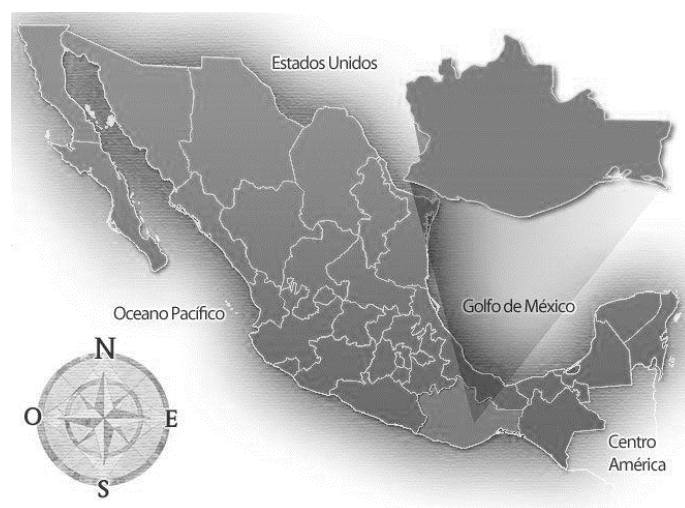 Estados Unidos
Oceano Pacífico
Golfo de México
N
O
E
S
Centro
América